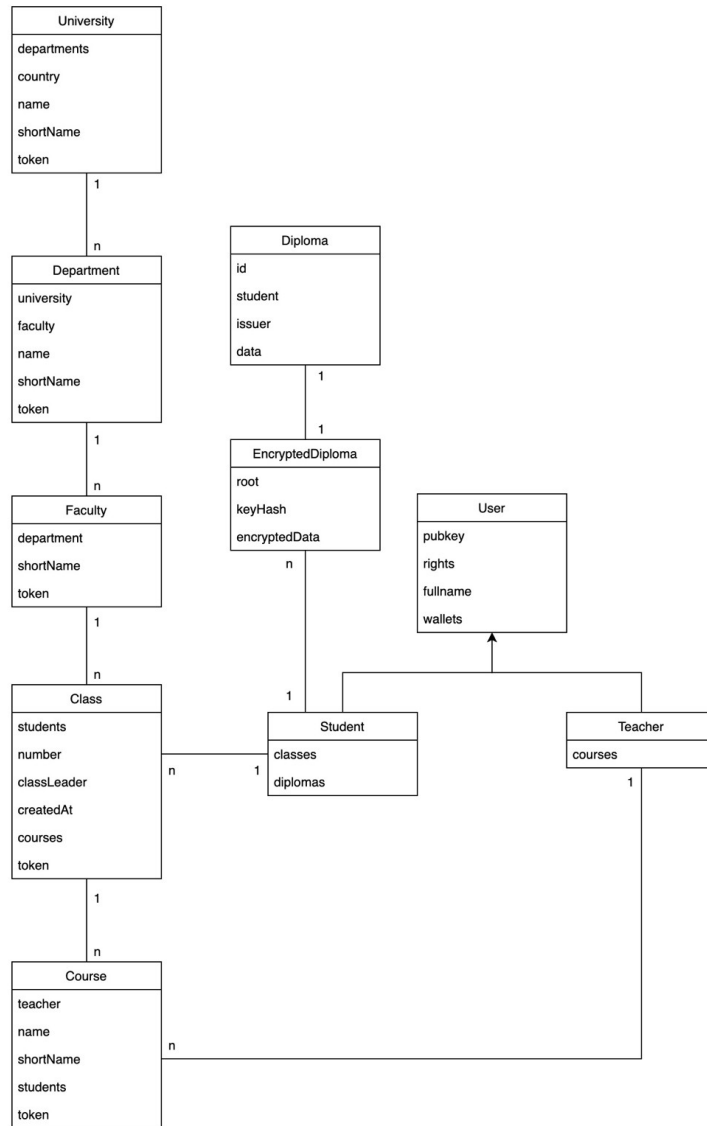 University
departments
country
name
shortName
token
1
n
Department
university
faculty
name
shortName
token
1
n
Faculty
department
shortName
token
1
n
Class
students
number
classLeader
createdAt
courses
token
1
n
Course
teacher
name
shortName
students
token
Diploma
id
student
issuer
data
1
1
EncryptedDiploma
root
keyHash
encryptedData
n
1
User
pubkey
rights
fullname
wallets
Student
classes
diplomas
n
1
Teacher
courses
1
n